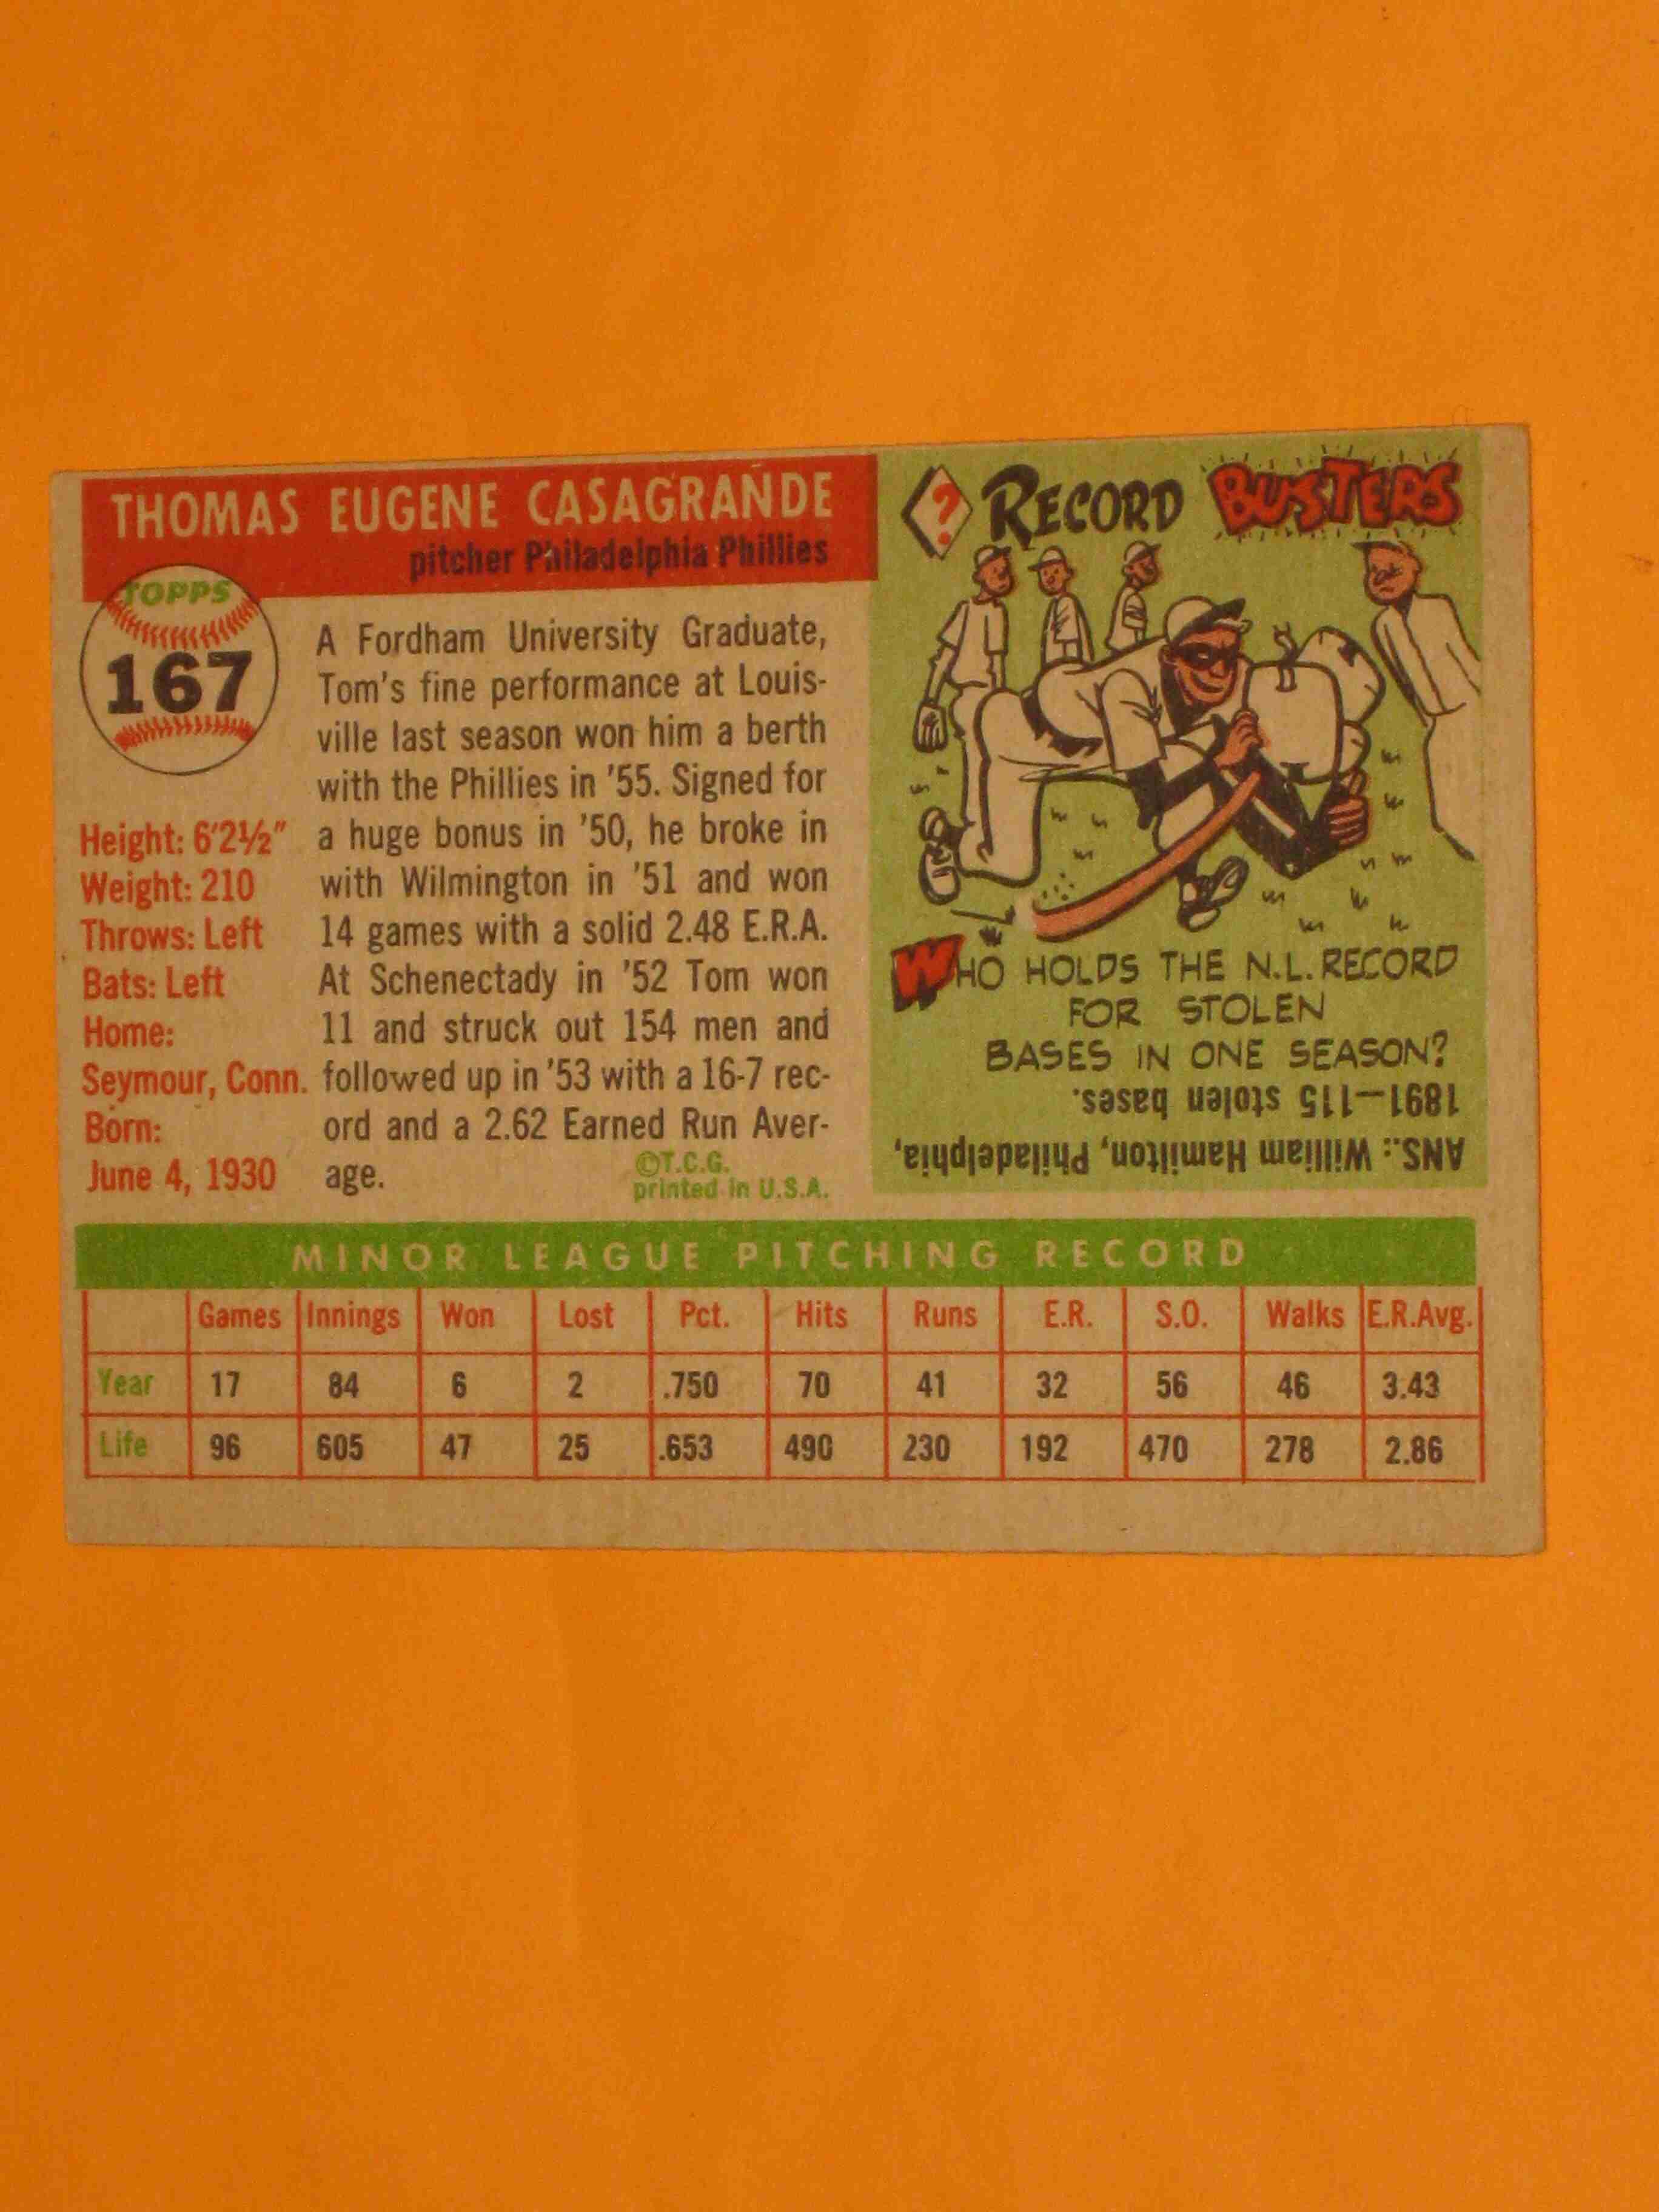 THOMAS EUGENE CASAGRANDE
pitcher Philadelphia Phillies
TOPPS
167
Height: 6'2½"
Weight: 210
Throws: Left
Bats: Left
Home:
Seymour, Conn.
Born:
June 4, 1930
A Fordham University Graduate,
Tom's fine performance at Louis-
ville last season won him a berth
with the Phillies in '55. Signed for
a huge bonus in '50, he broke in
with Wilmington in '51 and won
14 games with a solid 2.48 E.R.A.
At Schenectady in '52 Tom won
11 and struck out 154 men and
followed up in '53 with a 16-7 rec-
ord and a 2.62 Earned Run Aver-
age.
©T.C.G.
printed in U.S.A.
? RECORD BUSTERS
WHO HOLDS THE N.L. RECORD
FOR STOLEN
BASES IN ONE SEASON?
ANS.: William Hamilton, Philadelphia,
1891—115 stolen bases.
MINOR LEAGUE PITCHING RECORD
Games Innings Won Lost Pct. Hits Runs E.R. S.O. Walks E.R.Avg.
Year 17 84 6 2 .750 70 41 32 56 46 3.43
Life 96 605 47 25 .653 490 230 192 470 278 2.86